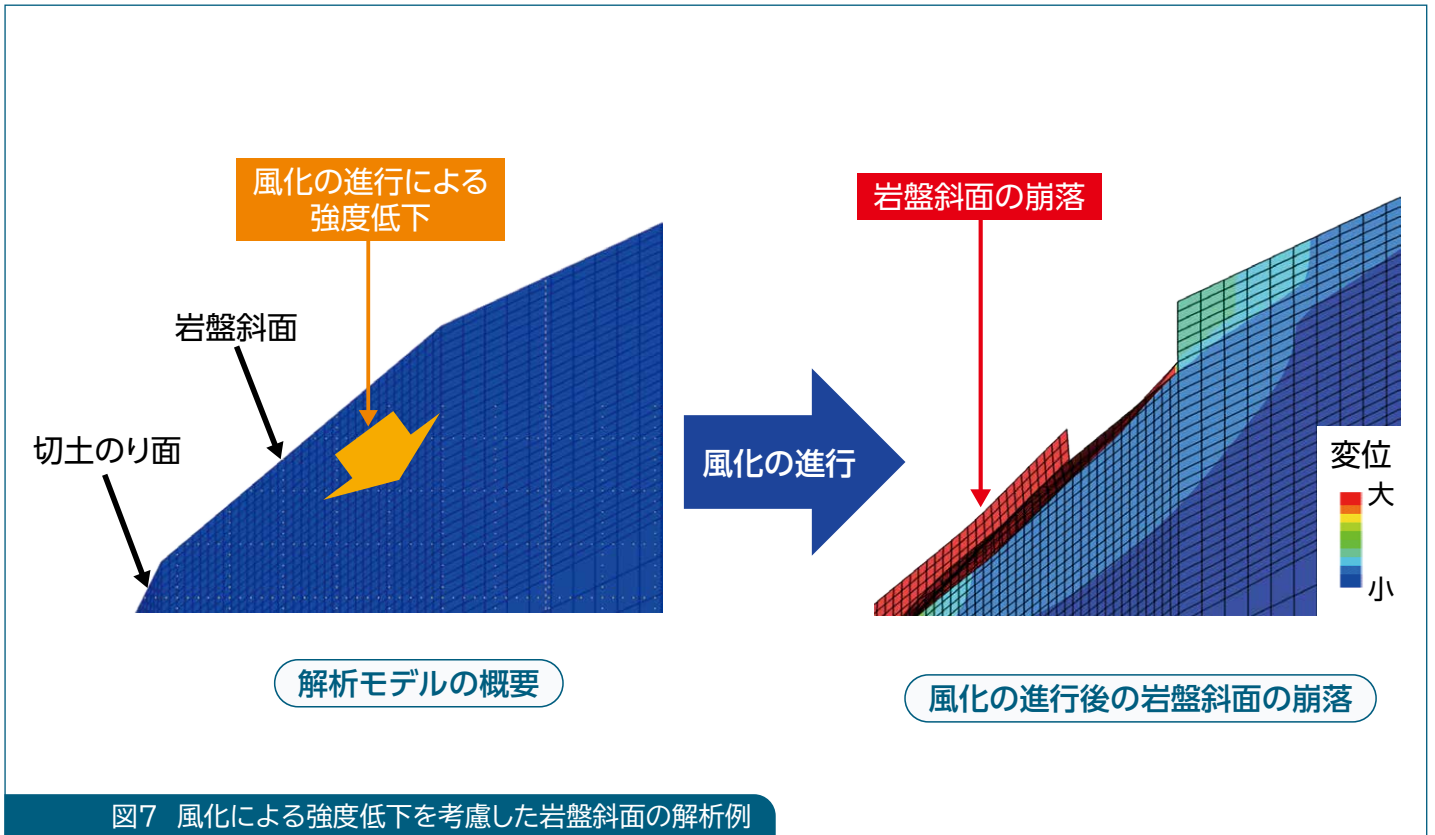 風化の進行による
強度低下
岩盤斜面
切土のり面
解析モデルの概要
風化の進行
岩盤斜面の崩落
変位
大
小
風化の進行後の岩盤斜面の崩落
図7 風化による強度低下を考慮した岩盤斜面の解析例